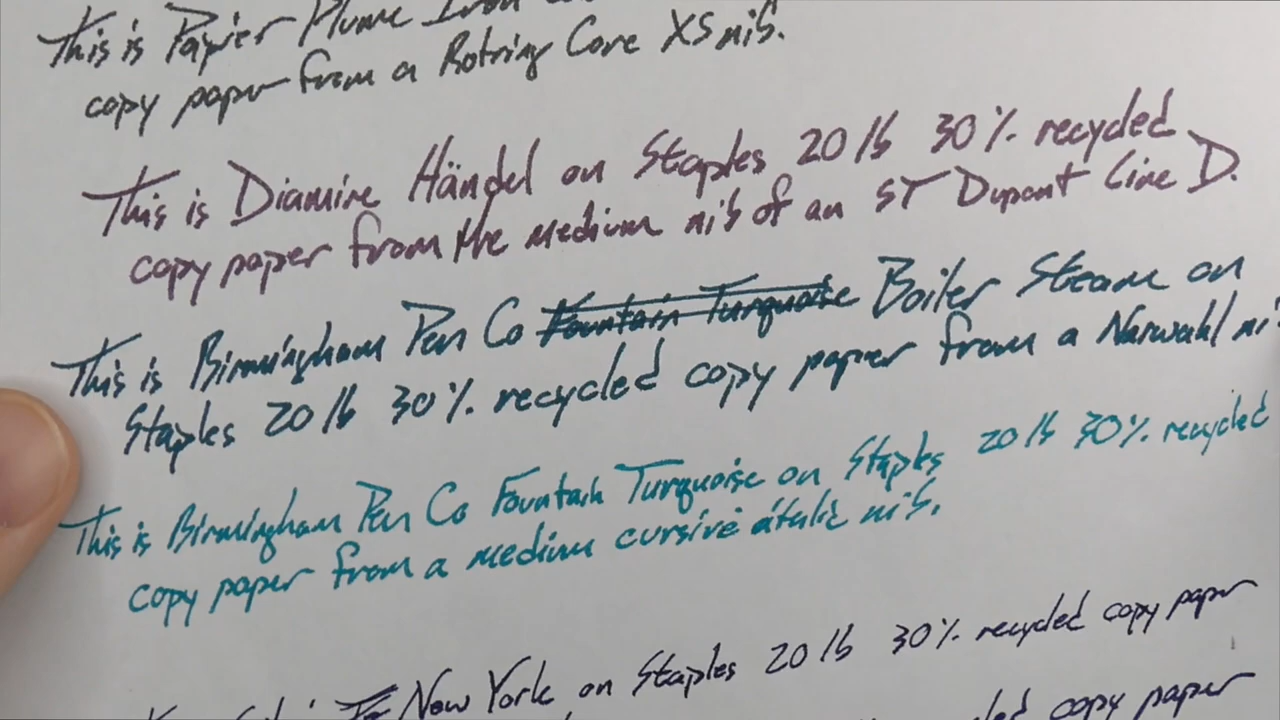 This is Papier Plume Iron
copy paper from a Rotring Core XS nib.
This is Diamine Händel on Staples 20 lb 30%. recycled
copy paper from the medium nib of an ST Dupont Line D.
This is Birmingham Pen Co Fountain Turquoise Boiler Steam on
Staples 20 lb 30%. recycled copy paper from a Narwahl
This is Birmingham Pen Co Fountain Turquoise on Staples 20 lb 30%. recycled
copy paper from a medium cursive italic nib.
New York on Staples 20 lb 30%. recycled copy paper
copy paper